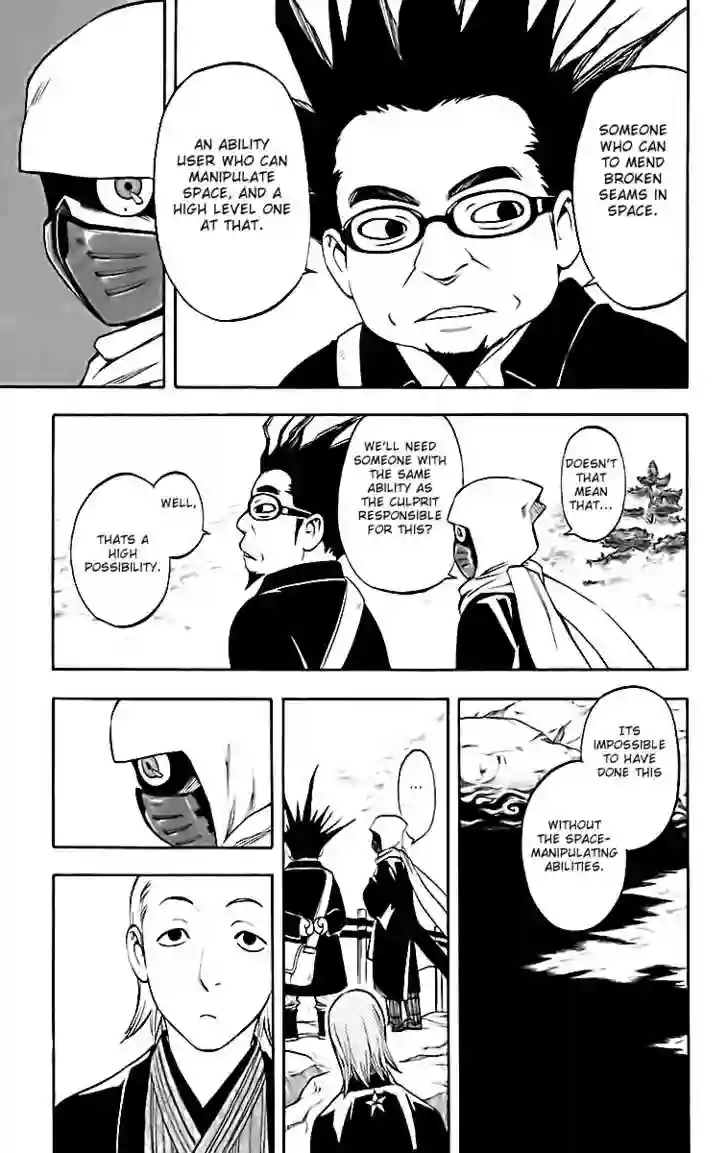 SOMEONE
WHO CAN
TO MEND
BROKEN
SEAMS IN
SPACE.
AN ABILITY
USER WHO CAN
MANIPULATE
SPACE, AND A
HIGH LEVEL ONE
AT THAT.
DOESN'T
THAT
MEAN
THAT...
WE'LL NEED
SOMEONE WITH
THE SAME
ABILITY AS
THE CULPRIT
RESPONSIBLE
FOR THIS?
WELL,
THATS A
HIGH
POSSIBILITY.
ITS
IMPOSSIBLE
TO HAVE
DONE THIS
WITHOUT
THE SPACE-
MANIPULATING
ABILITIES.
...